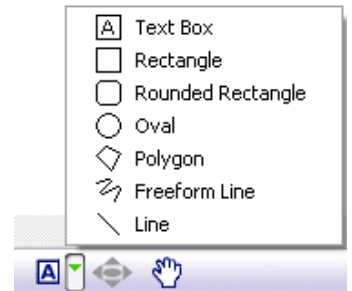 A Text Box
Rectangle
Rounded Rectangle
Oval
Polygon
Freeform Line
Line
A